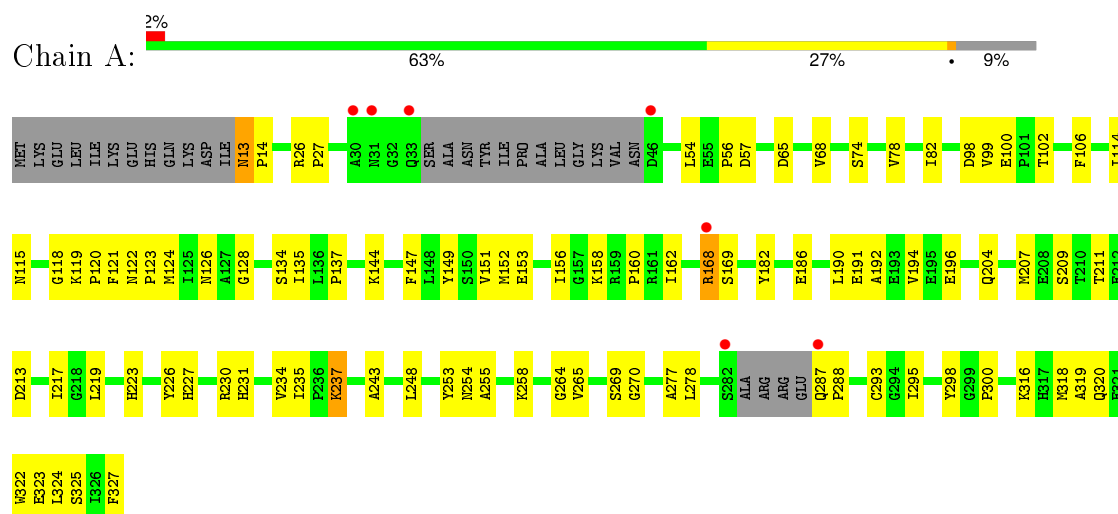 2%
Chain A:
63% 27% • 9%
MET LYS GLU LEU ILE LYS GLU HIS GLN LYS ASP ILE N13 P14 R26 P27 A30 N31 G32 Q33 SER ALA ASN TYR ILE PRO ALA LEU GLY LYS VAL ASN D46 L54 E55 P56 D57 D65 V68 S74 V78 I82 D98 V99 E100 P101 T102 F106 I114
N115 G118 K119 P120 F121 N122 P123 M124 I125 N126 A127 G128 S134 I135 L136 P137 K144 F147 L148 Y149 S150 V151 M152 E153 I156 G157 K158 R159 P160 R161 I162 R168 S169 Y182 E186 L190 E191 A192 E193 V194 E195 E196 Q204 M207 E208 S209 T210 T211 E212
D213 I217 G218 L219 H223 Y226 H227 R230 H231 V234 I235 P236 K237 A243 L248 Y253 N254 A255 K258 G264 V265 S269 G270 A277 L278 S282 ALA ARG ARG GLU Q287 P288 C293 G294 I295 Y298 G299 P300 K316 H317 M318 A319 Q320 E321
W322 E323 L324 S325 I326 F327